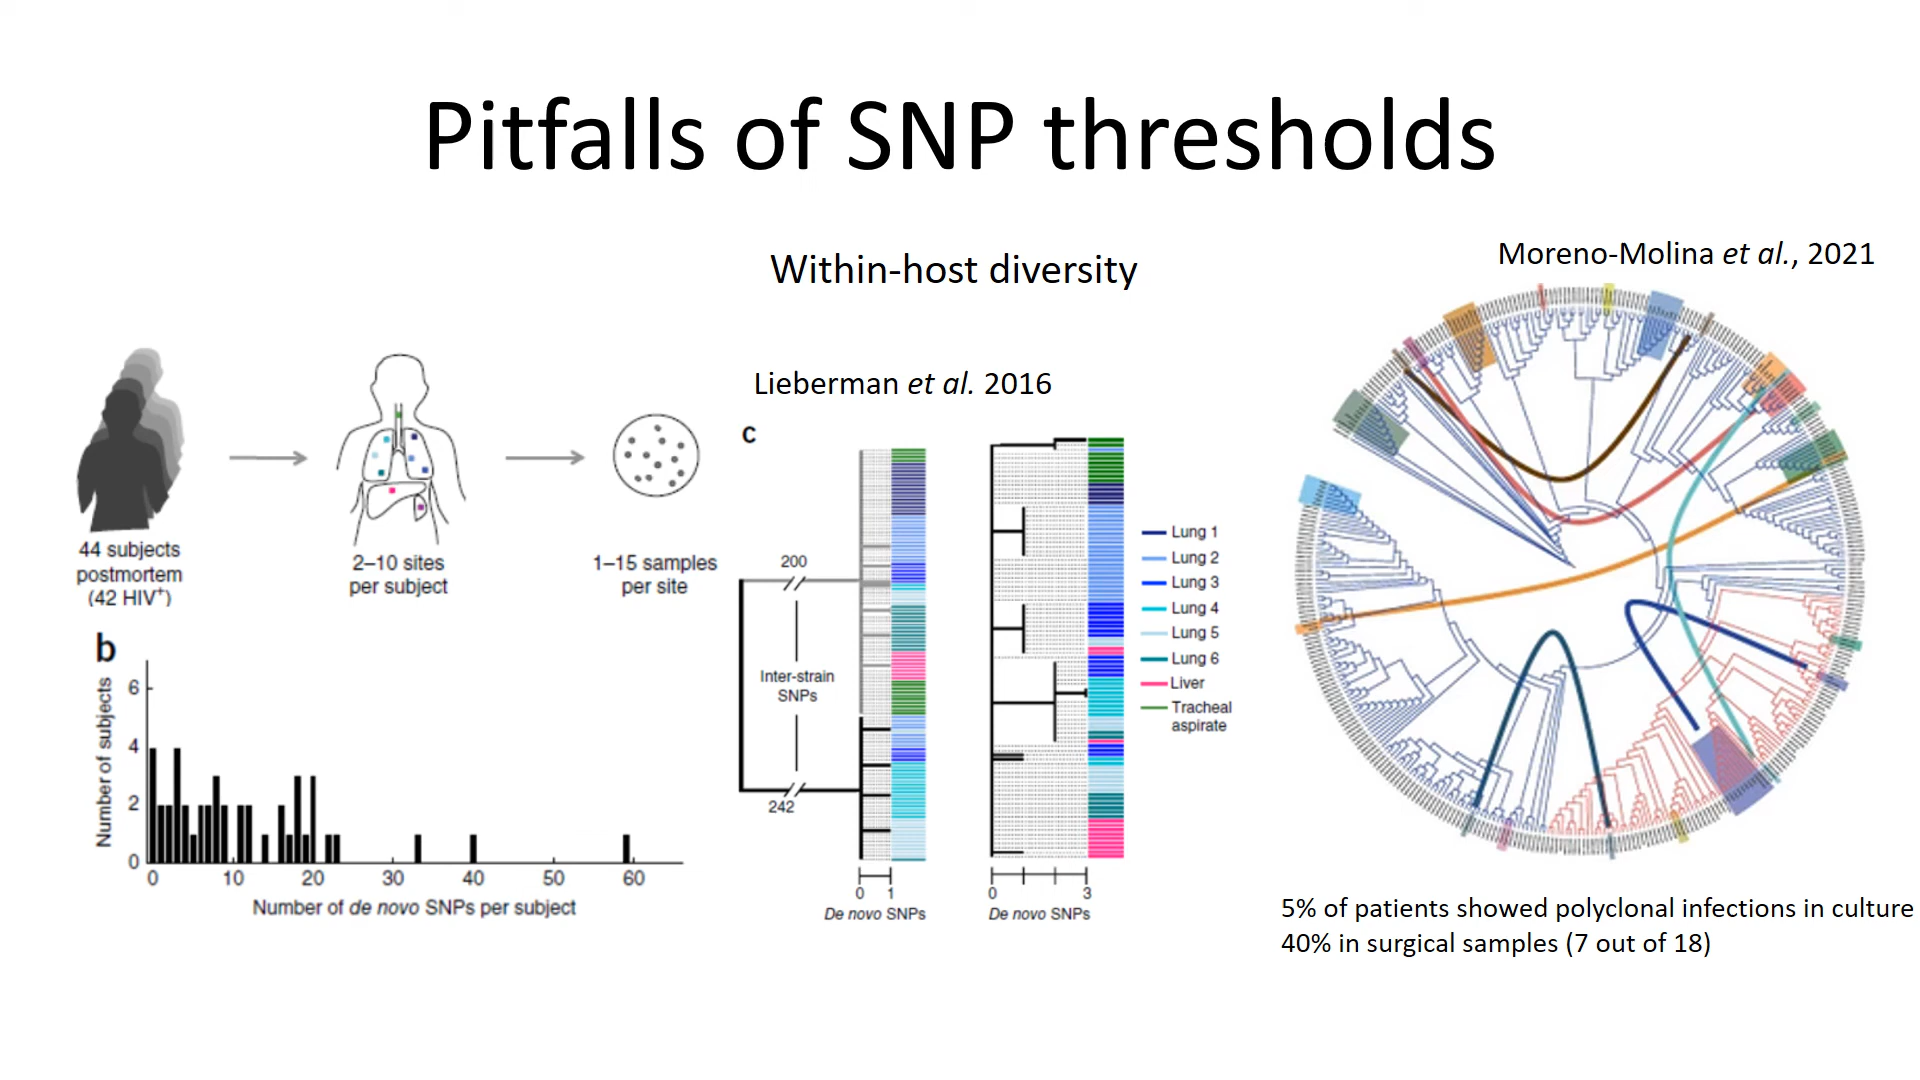 Pitfalls of SNP thresholds
Within-host diversity
Moreno-Molina et al., 2021
Lieberman et al. 2016
44 subjects
postmortem
(42 HIV+)
2–10 sites
per subject
1–15 samples
per site
b
Number of subjects
6
4
2
0
0 10 20 30 40 50 60
Number of de novo SNPs per subject
c
200
Inter-strain
SNPs
242
0 1
De novo SNPs
0 3
De novo SNPs
Lung 1
Lung 2
Lung 3
Lung 4
Lung 5
Lung 6
Liver
Tracheal
aspirate
5% of patients showed polyclonal infections in culture
40% in surgical samples (7 out of 18)